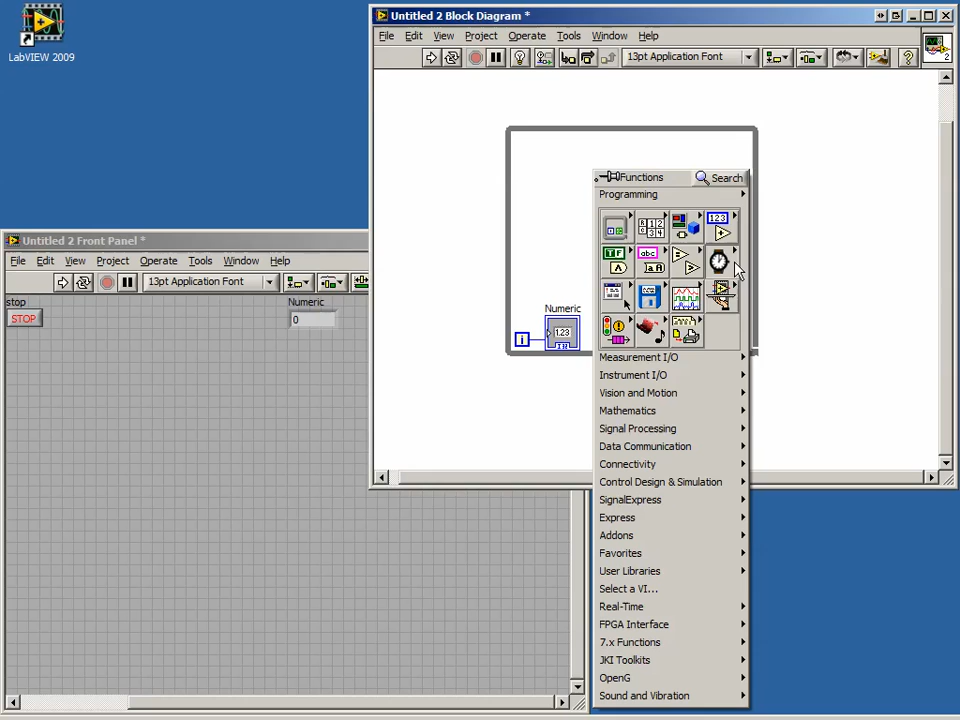 LabVIEW 2009
Untitled 2 Block Diagram *
File Edit View Project Operate Tools Window Help
13pt Application Font
2
Numeric
1.23
i
Functions
Search
Programming
Measurement I/O
Instrument I/O
Vision and Motion
Mathematics
Signal Processing
Data Communication
Connectivity
Control Design & Simulation
SignalExpress
Express
Addons
Favorites
User Libraries
Select a VI...
Real-Time
FPGA Interface
7.x Functions
JKI Toolkits
OpenG
Sound and Vibration
Untitled 2 Front Panel *
File Edit View Project Operate Tools Window Help
13pt Application Font
stop
STOP
Numeric
0